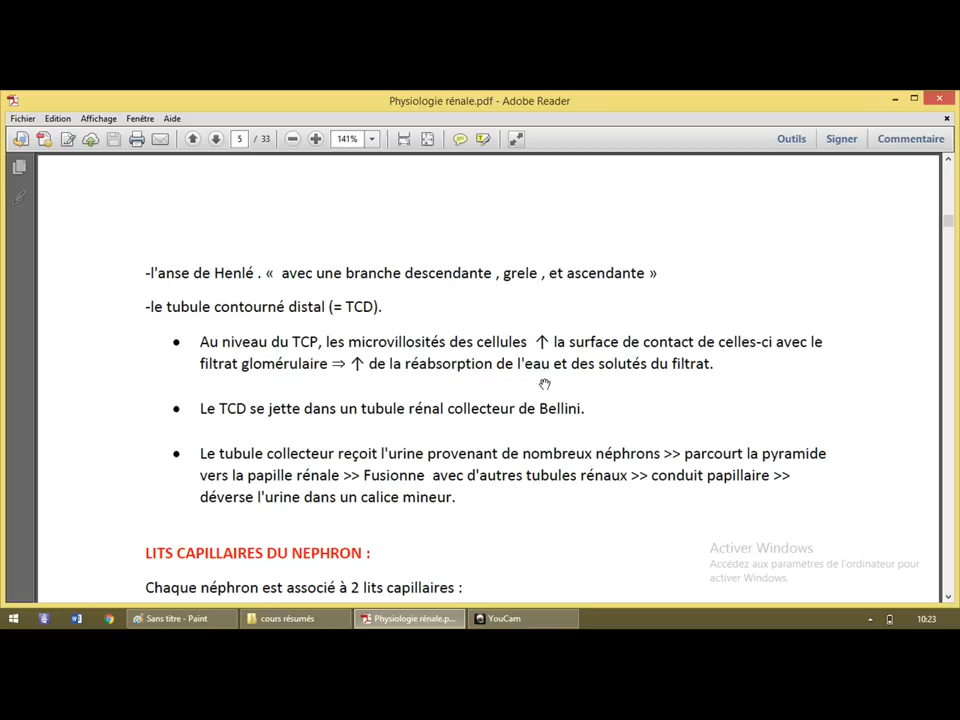 Physiologie rénale.pdf - Adobe Reader
Fichier Edition Affichage Fenêtre Aide
5 / 33 141% Outils Signer Commentaire
-l'anse de Henlé . « avec une branche descendante , grele , et ascendante »
-le tubule contourné distal (= TCD).
• Au niveau du TCP, les microvillosités des cellules ↑ la surface de contact de celles-ci avec le
filtrat glomérulaire ⇒ ↑ de la réabsorption de l'eau et des solutés du filtrat.
• Le TCD se jette dans un tubule rénal collecteur de Bellini.
• Le tubule collecteur reçoit l'urine provenant de nombreux néphrons >> parcourt la pyramide
vers la papille rénale >> Fusionne avec d'autres tubules rénaux >> conduit papillaire >>
déverse l'urine dans un calice mineur.
LITS CAPILLAIRES DU NEPHRON :
Chaque néphron est associé à 2 lits capillaires :
Activer Windows
Accédez aux paramètres de l'ordinateur pour
activer Windows.
Sans titre - Paint cours résumés Physiologie rénale.p... YouCam 10:23